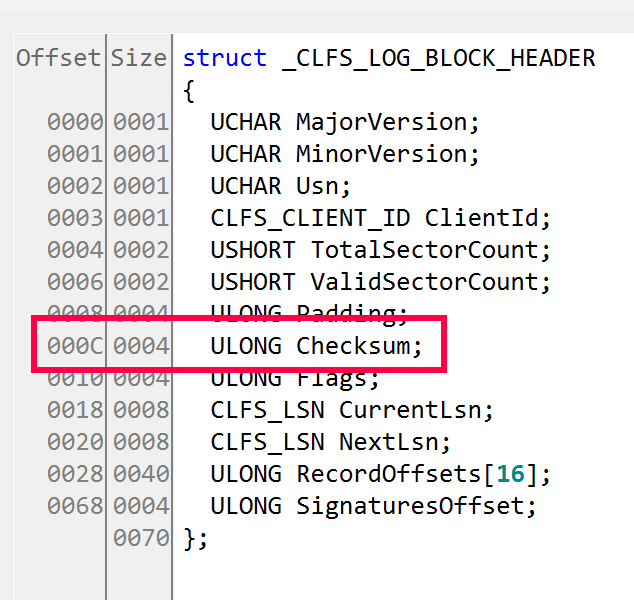 Offset Size struct _CLFS_LOG_BLOCK_HEADER
{
0000 0001 UCHAR MajorVersion;
0001 0001 UCHAR MinorVersion;
0002 0001 UCHAR Usn;
0003 0001 CLFS_CLIENT_ID ClientId;
0004 0002 USHORT TotalSectorCount;
0006 0002 USHORT ValidSectorCount;
0008 0004 ULONG Padding;
000C 0004 ULONG Checksum;
0010 0004 ULONG Flags;
0018 0008 CLFS_LSN CurrentLsn;
0020 0008 CLFS_LSN NextLsn;
0028 0040 ULONG RecordOffsets[16];
0068 0004 ULONG SignaturesOffset;
0070 };